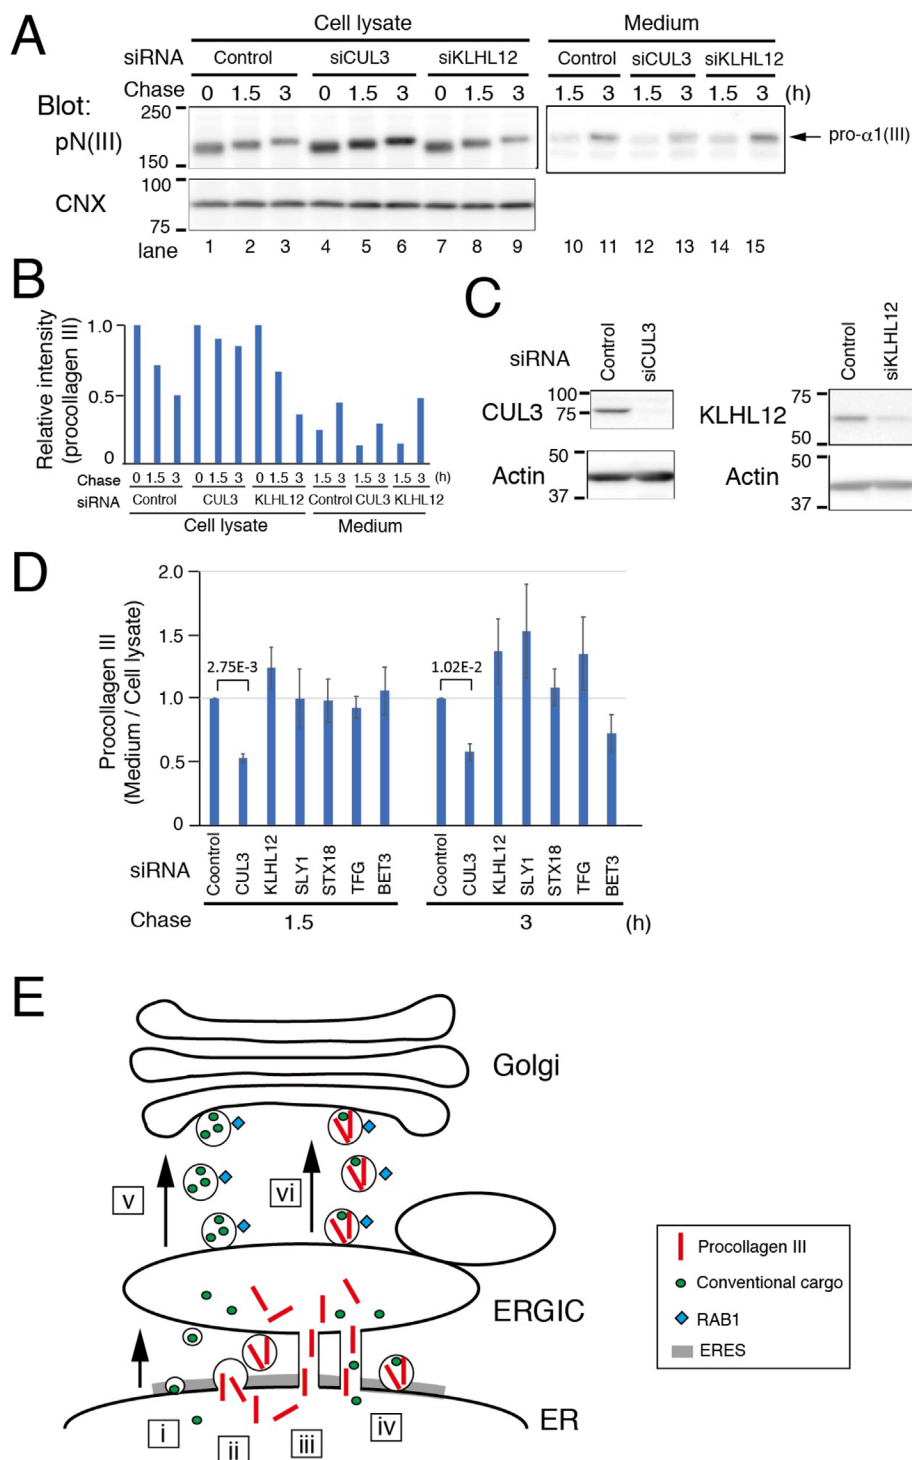 A
Cell lysate
Medium
siRNA
Control
siCUL3
siKLHL12
Control
siCUL3
siKLHL12
Chase
0 1.5 3 0 1.5 3 0 1.5 3
1.5 3 1.5 3 1.5 3 (h)
Blot:
250
pN(III)
150
pro-α1(III)
100
CNX
75
lane
1 2 3 4 5 6 7 8 9
10 11 12 13 14 15
B
Relative intensity
(procollagen III)
1.0
0.5
0
Chase 0 1.5 3 0 1.5 3 0 1.5 3 1.5 3 1.5 3 1.5 3 (h)
siRNA Control CUL3 KLHL12 Control CUL3 KLHL12
Cell lysate Medium
C
siRNA
Control
siCUL3
CUL3
100
75
Actin
50
37
Control
siKLHL12
KLHL12
75
50
Actin
50
37
D
Procollagen III
(Medium / Cell lysate)
2.0
1.5
1.0
0.5
0
2.75E-3
1.02E-2
siRNA
Coontrol
CUL3
KLHL12
SLY1
STX18
TFG
BET3
Control
CUL3
KLHL12
SLY1
STX18
TFG
BET3
Chase 1.5 3 (h)
E
Golgi
v
vi
ERGIC
i
ii
iii
iv
ER
Procollagen III
Conventional cargo
RAB1
ERES